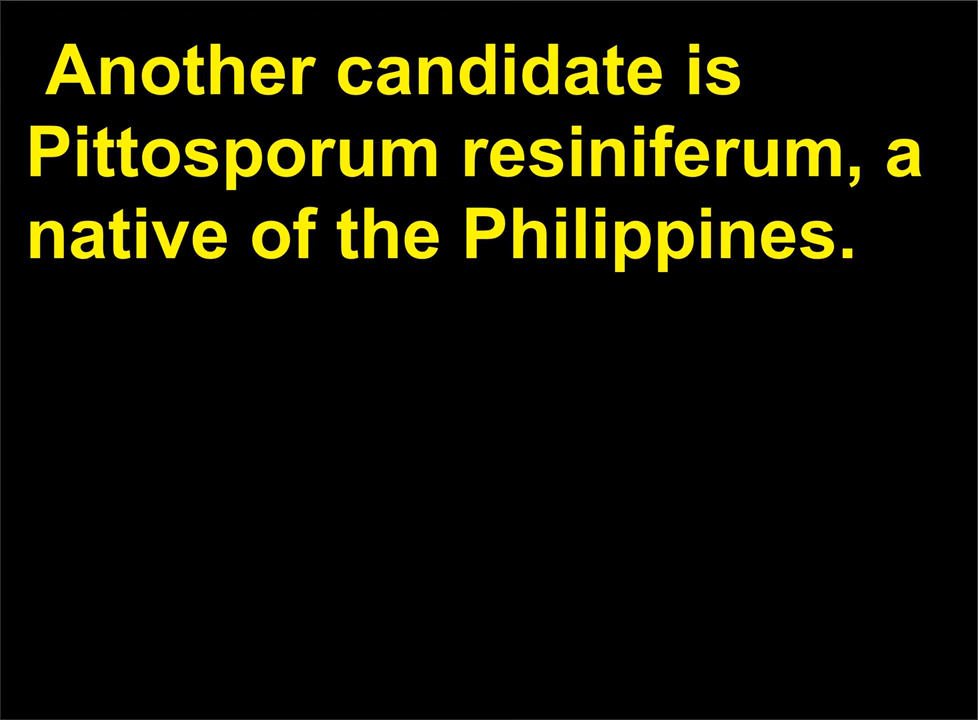 Another candidate is
Pittosporum resiniferum, a
native of the Philippines.